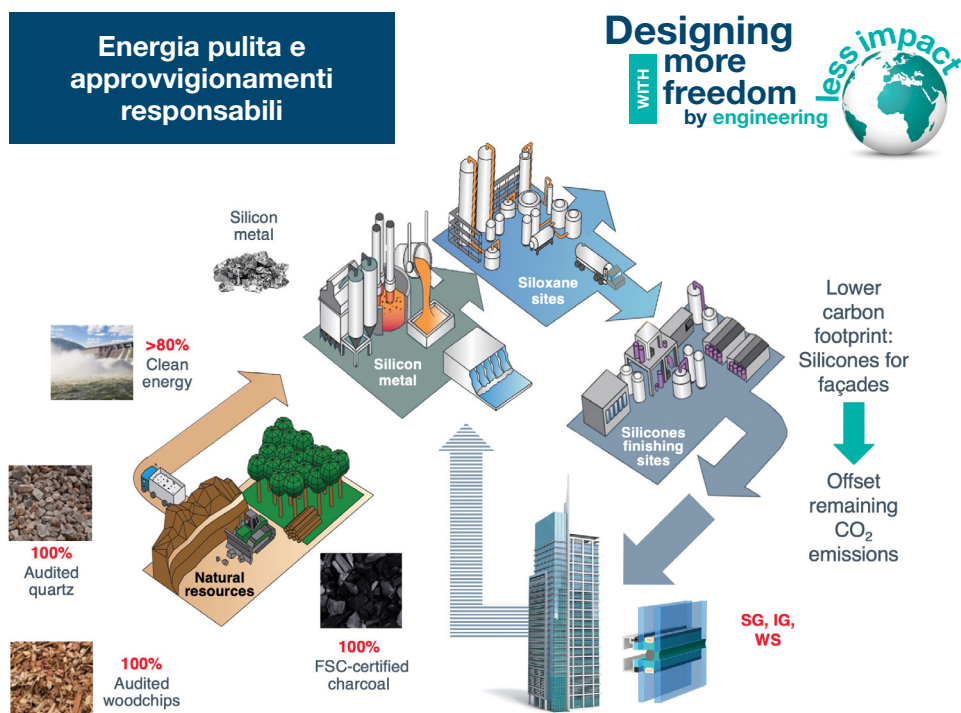 Energia pulita e
approvvigionamenti
responsabili
Designing
WITH
more
freedom
by engineering
less impact
Silicon
metal
Siloxane
sites
>80%
Clean
energy
Silicon
metal
Lower
carbon
footprint:
Silicones for
façades
Silicones
finishing
sites
100%
Audited
quartz
Natural
resources
Offset
remaining
CO₂
emissions
100%
Audited
woodchips
100%
FSC-certified
charcoal
SG, IG,
WS